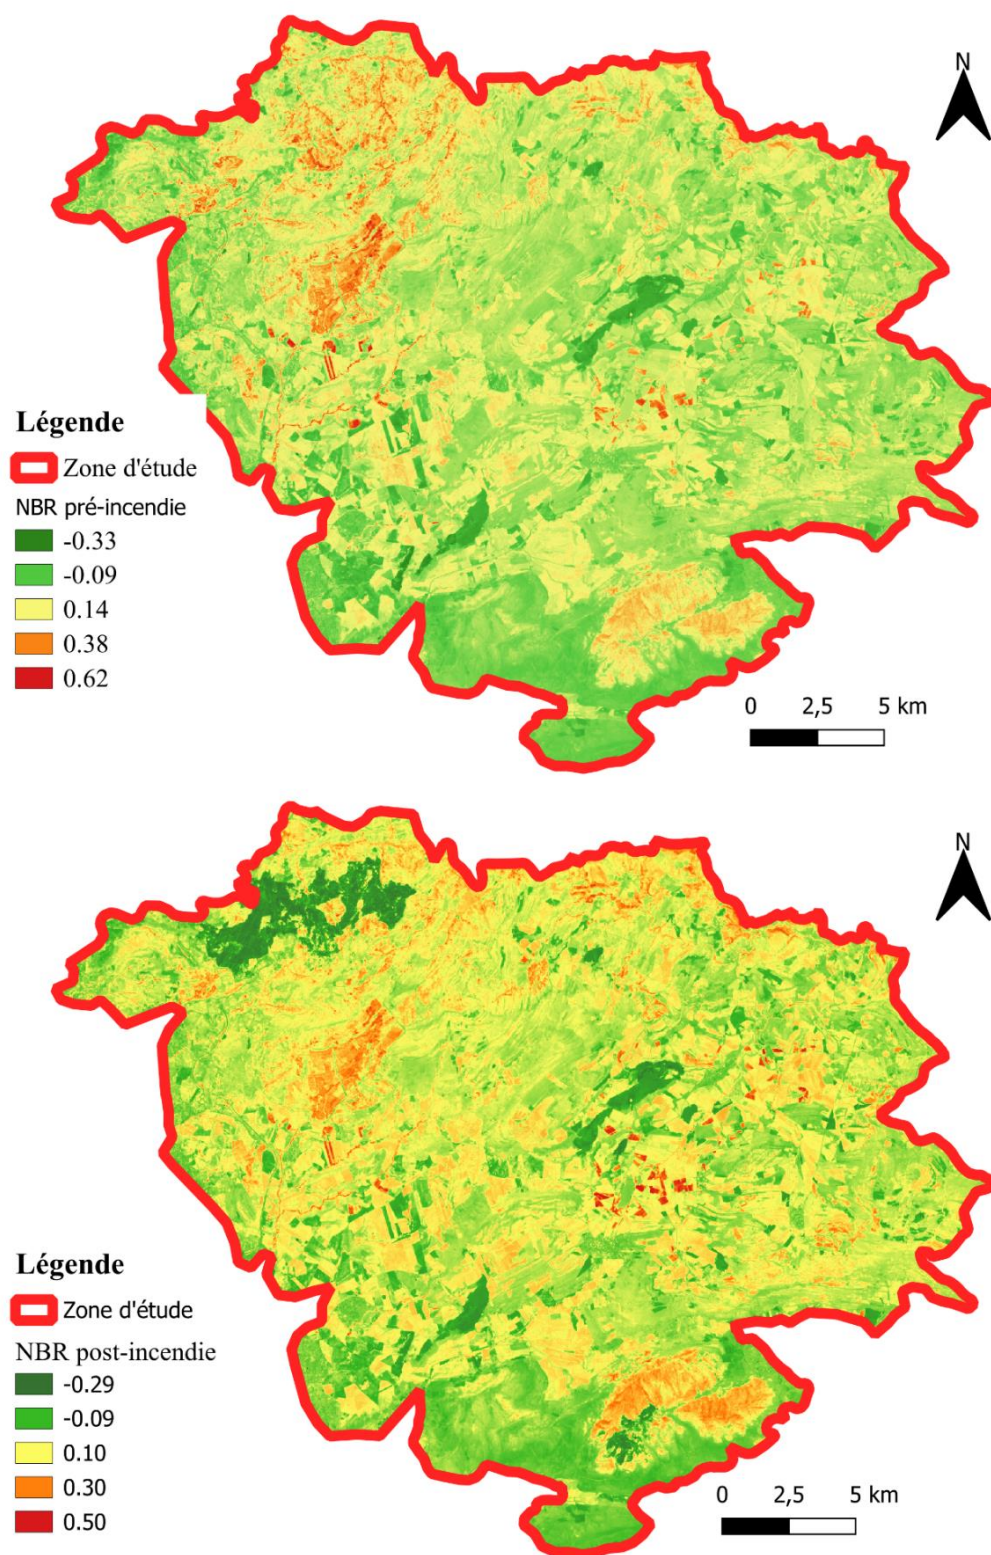 N
Légende
Zone d'étude
NBR pré-incendie
-0.33
-0.09
0.14
0.38
0.62
0 2,5 5 km
N
Légende
Zone d'étude
NBR post-incendie
-0.29
-0.09
0.10
0.30
0.50
0 2,5 5 km